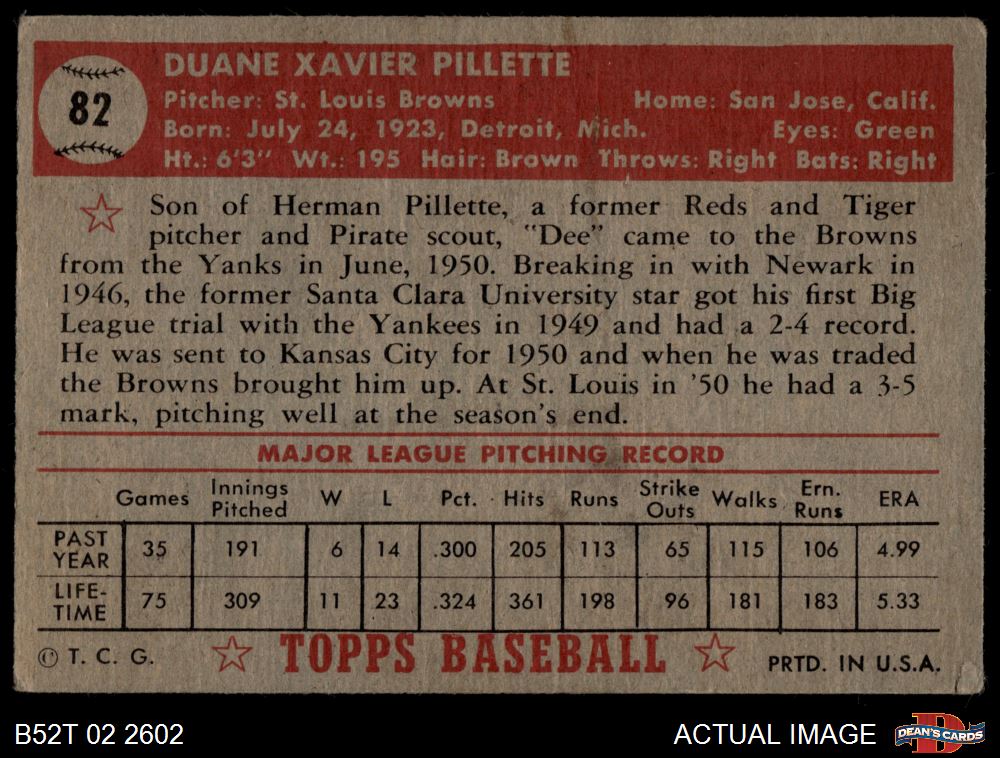 82
DUANE XAVIER PILLETTE
Pitcher: St. Louis Browns Home: San Jose, Calif.
Born: July 24, 1923, Detroit, Mich. Eyes: Green
Ht.: 6'3" Wt.: 195 Hair: Brown Throws: Right Bats: Right
Son of Herman Pillette, a former Reds and Tiger
pitcher and Pirate scout, "Dee" came to the Browns
from the Yanks in June, 1950. Breaking in with Newark in
1946, the former Santa Clara University star got his first Big
League trial with the Yankees in 1949 and had a 2-4 record.
He was sent to Kansas City for 1950 and when he was traded
the Browns brought him up. At St. Louis in '50 he had a 3-5
mark, pitching well at the season's end.
MAJOR LEAGUE PITCHING RECORD
Games Innings Pitched W L Pct. Hits Runs Strike Outs Walks Ern. Runs ERA
PAST YEAR 35 191 6 14 .300 205 113 65 115 106 4.99
LIFE-TIME 75 309 11 23 .324 361 198 96 181 183 5.33
© T. C. G. TOPPS BASEBALL PRTD. IN U.S.A.
B52T 02 2602 ACTUAL IMAGE DEAN'S CARDS